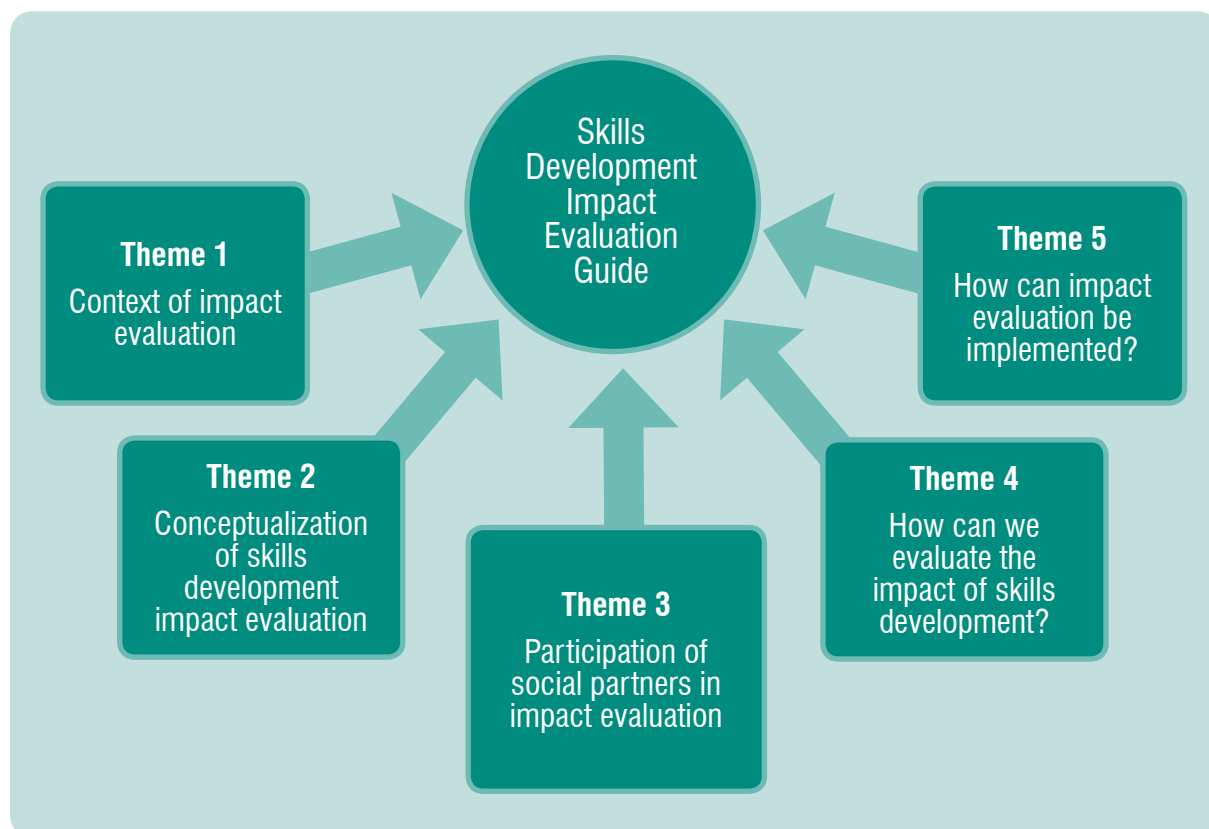 Skills
Development
Impact
Evaluation
Guide
Theme 1
Context of impact
evaluation
Theme 2
Conceptualization
of skills
development
impact evaluation
Theme 3
Participation of
social partners in
impact evaluation
Theme 4
How can we
evaluate the
impact of skills
development?
Theme 5
How can impact
evaluation be
implemented?